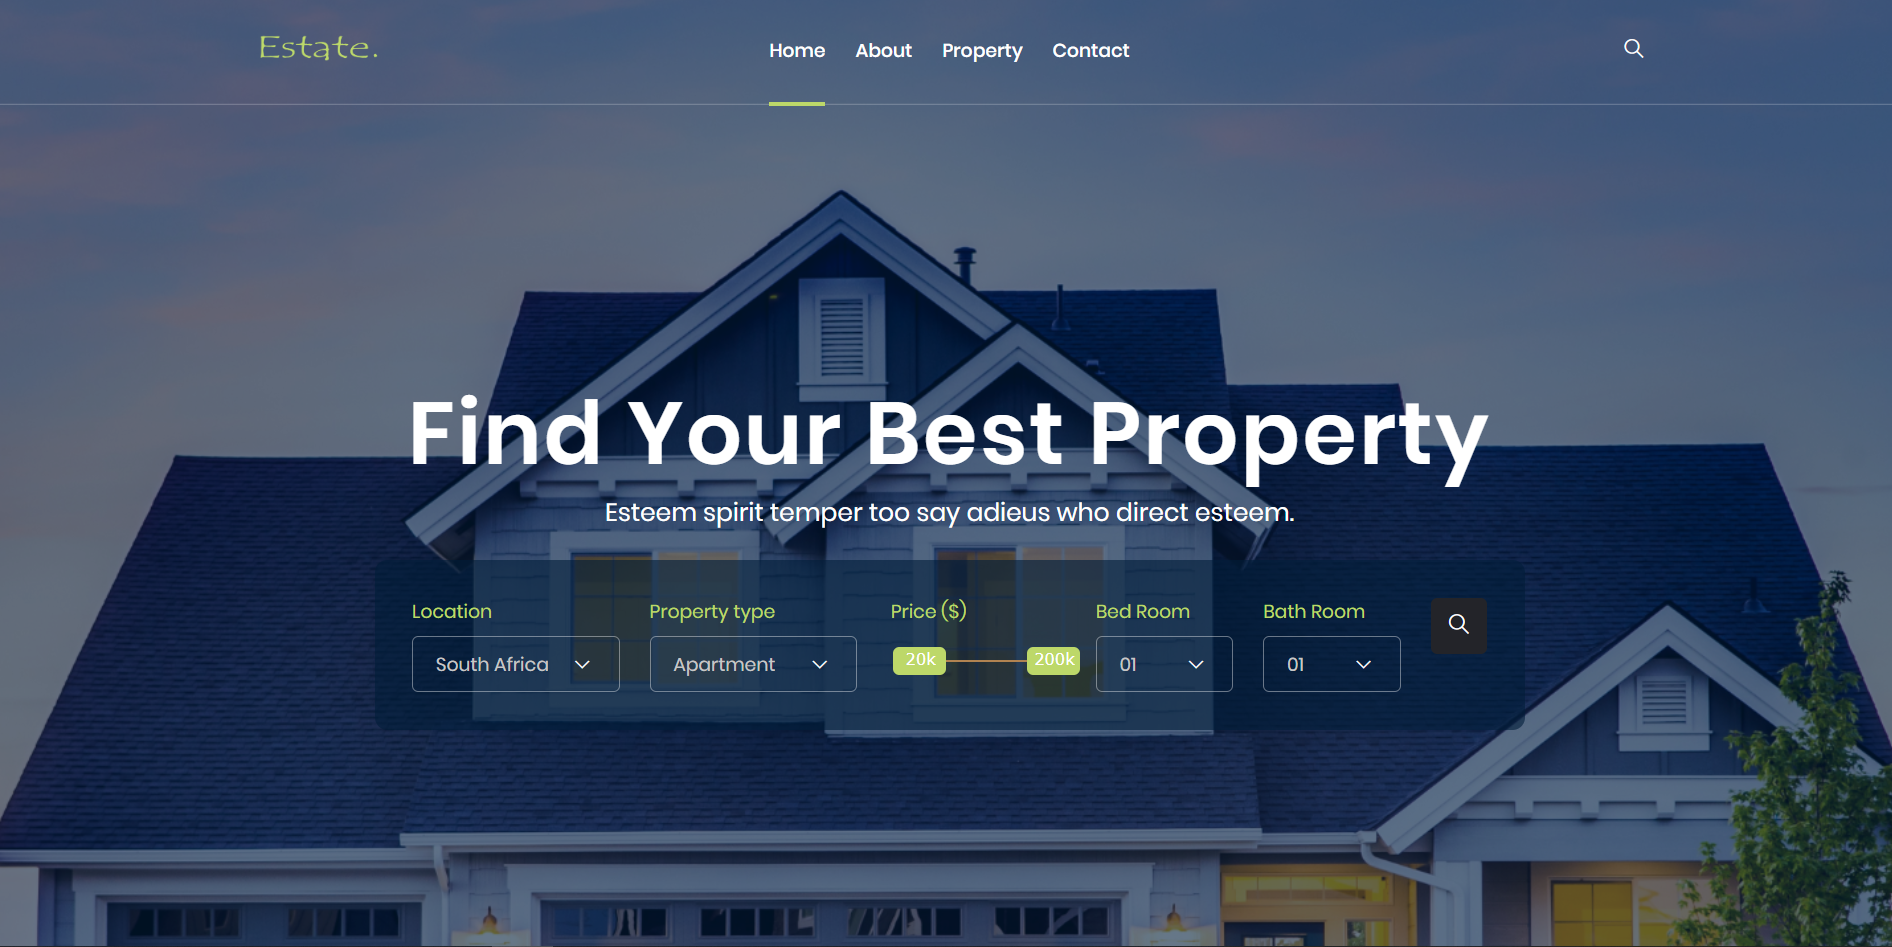 Estate.
Home About Property Contact
Find Your Best Property
Esteem spirit temper too say adieus who direct esteem.
Location Property type Price ($) Bed Room Bath Room
South Africa Apartment 20k 200k 01 01